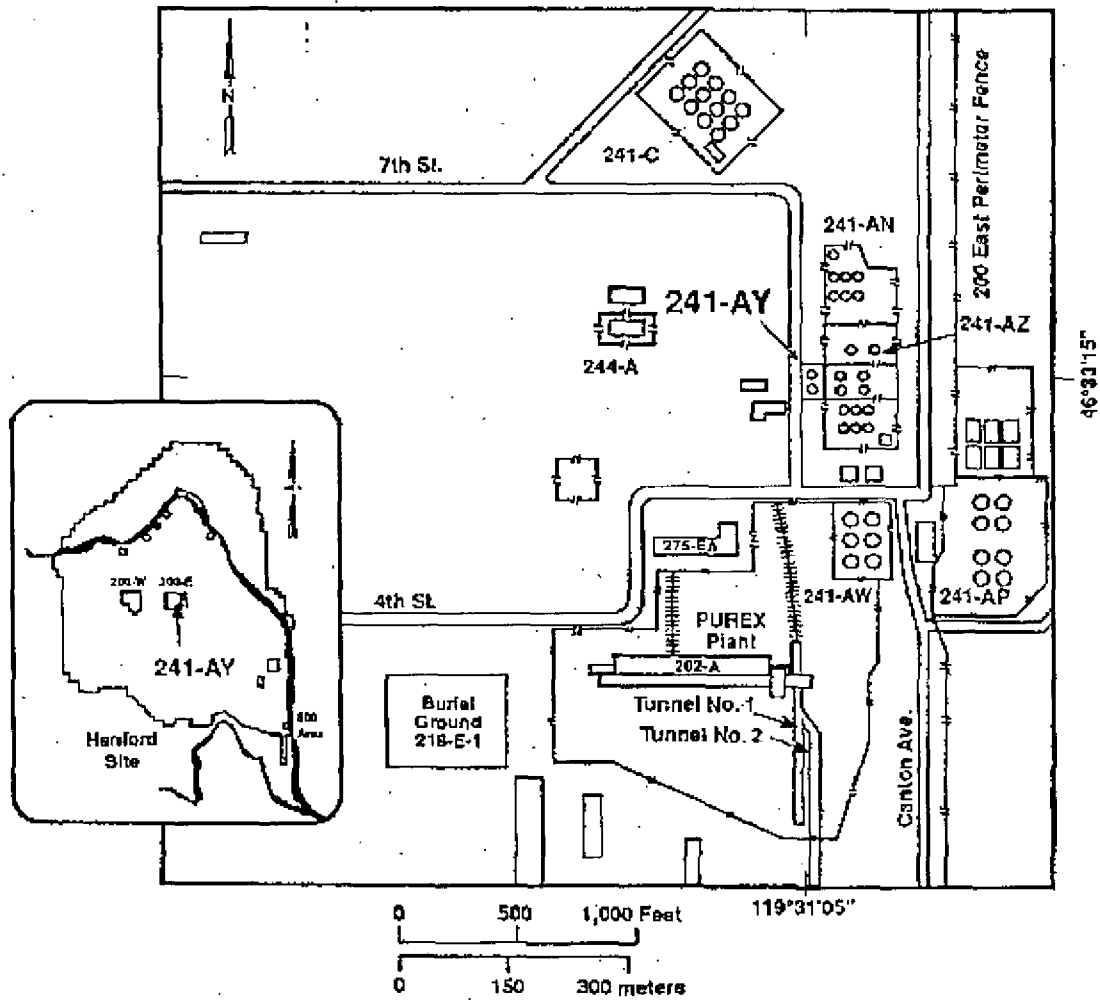 N
241-C
7th St.
241-AN
200 East Perimeter Fence
241-AY
241-AZ
244-A
46°33'15"
275-EA
200-W
200-E
4th St.
241-AW
241-AP
PUREX
Plant
241-AY
202-A
Burial
Ground
218-E-1
Tunnel No. 1
Tunnel No. 2
Hanford
Site
Area
Canton Ave.
119°31'05"
0 500 1,000 Feet
0 150 300 meters